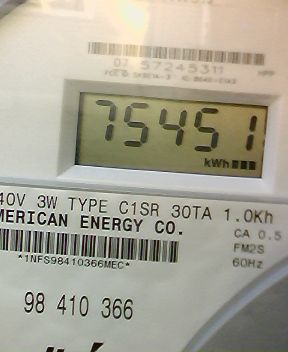 07 57245311
75451
kWh
40V 3W TYPE C1SR 30TA 1.0Kh
MERICAN ENERGY CO.
CA 0.5
FM2S
60Hz
*1NFS98410366MEC*
98 410 366